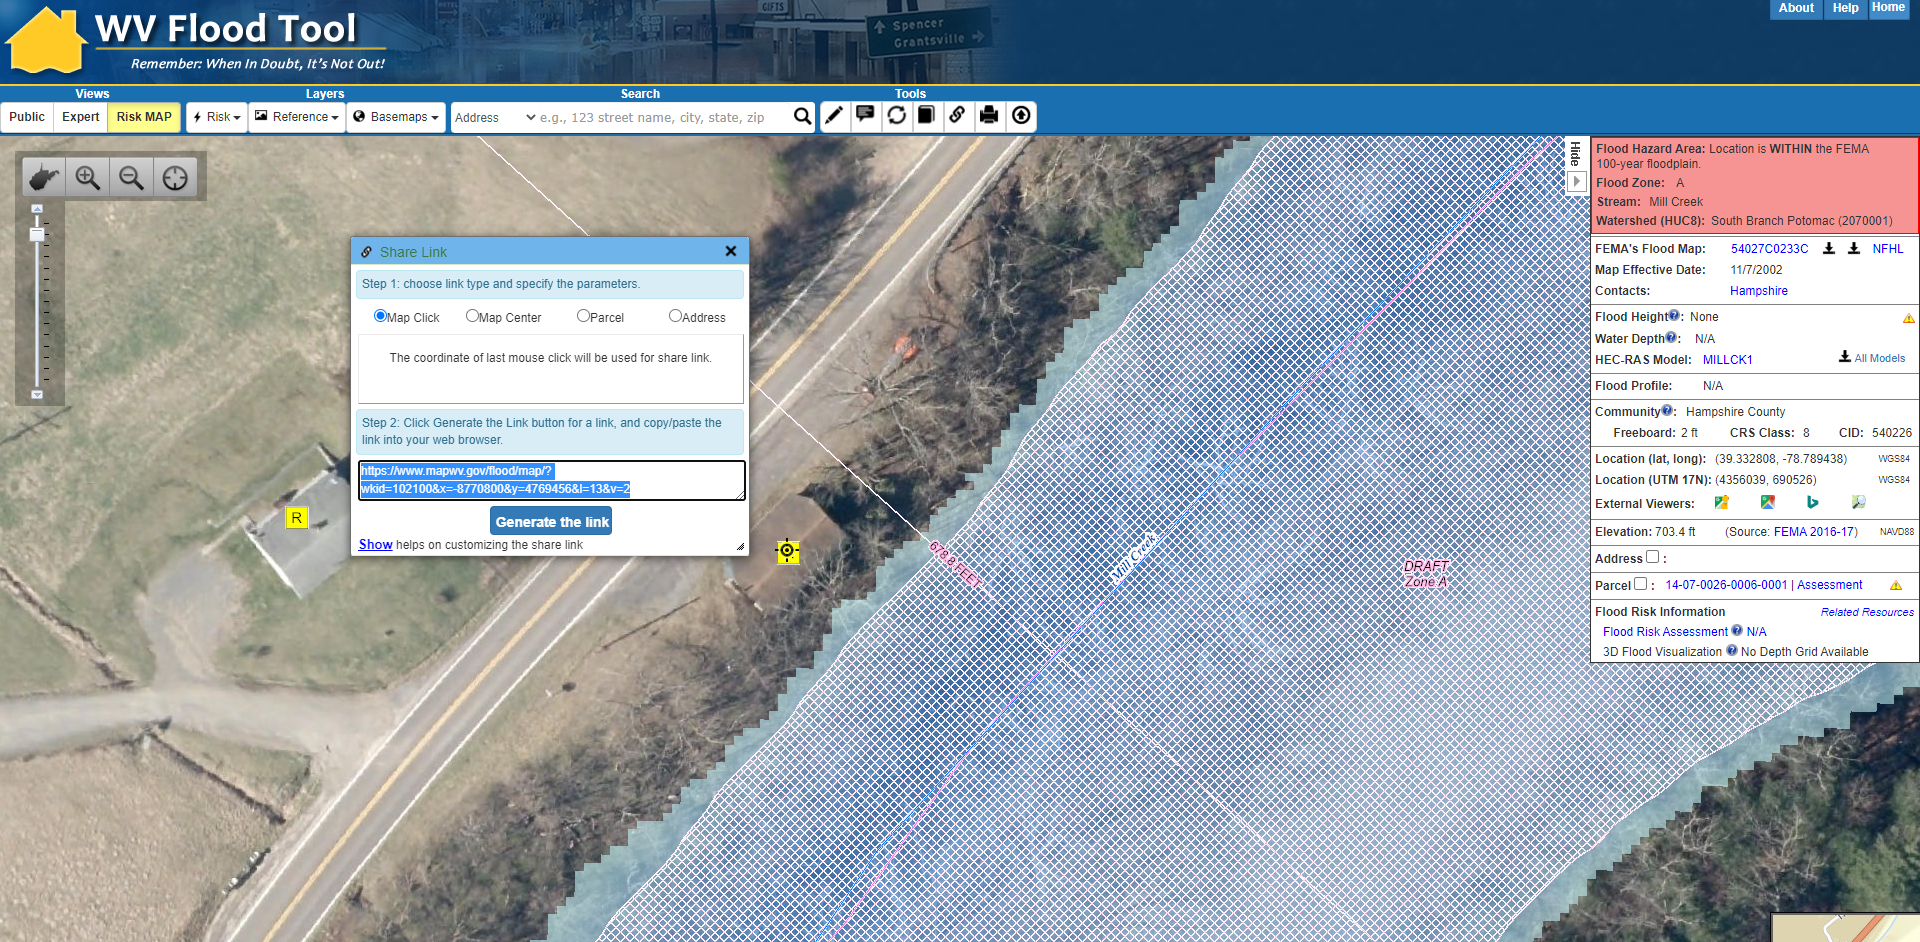 WV Flood Tool
Remember: When In Doubt, It's Not Out!
HOTEL
GIFTS
Spencer
Grantsville
About Help Home
Views Layers Search Tools
Public Expert Risk MAP Risk Reference Basemaps Address e.g., 123 street name, city, state, zip
Hide
Share Link
Step 1: choose link type and specify the parameters.
Map Click Map Center Parcel Address
The coordinate of last mouse click will be used for share link.
Step 2: Click Generate the Link button for a link, and copy/paste the
link into your web browser.
https://www.mapwv.gov/flood/map/?
wkid=102100&x=-8770800&y=4769456&l=13&v=2
Generate the link
Show helps on customizing the share link
R
678.8 FEET
Mill Creek
DRAFT
Zone A
Flood Hazard Area: Location is WITHIN the FEMA
100-year floodplain.
Flood Zone: A
Stream: Mill Creek
Watershed (HUC8): South Branch Potomac (2070001)
FEMA's Flood Map: 54027C0233C NFHL
Map Effective Date: 11/7/2002
Contacts: Hampshire
Flood Height: None
Water Depth: N/A
HEC-RAS Model: MILLCK1 All Models
Flood Profile: N/A
Community: Hampshire County
Freeboard: 2 ft CRS Class: 8 CID: 540226
Location (lat, long): (39.332808, -78.789438) WGS84
Location (UTM 17N): (4356039, 690526) WGS84
External Viewers:
Elevation: 703.4 ft (Source: FEMA 2016-17) NAVD88
Address :
Parcel : 14-07-0026-0006-0001 | Assessment
Flood Risk Information Related Resources
Flood Risk Assessment N/A
3D Flood Visualization No Depth Grid Available